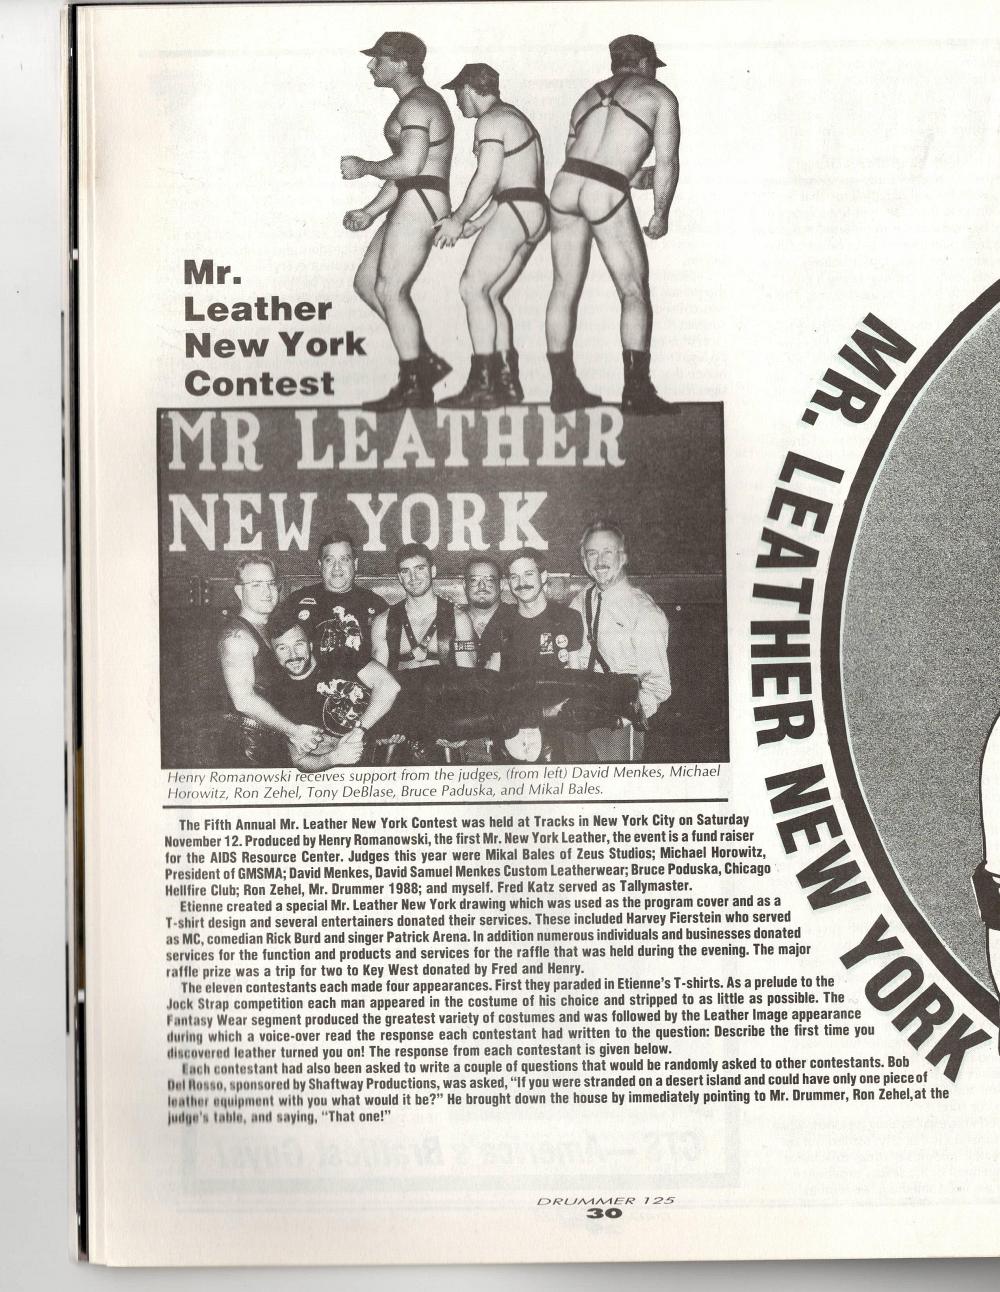 Mr.
Leather
New York
Contest
MR LEATHER
NEW YORK
Henry Romanowski receives support from the judges, (from left) David Menkes, Michael
Horowitz, Ron Zehel, Tony DeBlase, Bruce Paduska, and Mikal Bales.
The Fifth Annual Mr. Leather New York Contest was held at Tracks in New York City on Saturday
November 12. Produced by Henry Romanowski, the first Mr. New York Leather, the event is a fund raiser
for the AIDS Resource Center. Judges this year were Mikal Bales of Zeus Studios; Michael Horowitz,
President of GMSMA; David Menkes, David Samuel Menkes Custom Leatherwear; Bruce Poduska, Chicago
Hellfire Club; Ron Zehel, Mr. Drummer 1988; and myself. Fred Katz served as Tallymaster.
Etienne created a special Mr. Leather New York drawing which was used as the program cover and as a
T-shirt design and several entertainers donated their services. These included Harvey Fierstein who served
as MC, comedian Rick Burd and singer Patrick Arena. In addition numerous individuals and businesses donated
services for the function and products and services for the raffle that was held during the evening. The major
raffle prize was a trip for two to Key West donated by Fred and Henry.
The eleven contestants each made four appearances. First they paraded in Etienne's T-shirts. As a prelude to the
Jock Strap competition each man appeared in the costume of his choice and stripped to as little as possible. The
Fantasy Wear segment produced the greatest variety of costumes and was followed by the Leather Image appearance
during which a voice-over read the response each contestant had written to the question: Describe the first time you
discovered leather turned you on! The response from each contestant is given below.
Each contestant had also been asked to write a couple of questions that would be randomly asked to other contestants. Bob
Del Rosso, sponsored by Shaftway Productions, was asked, "If you were stranded on a desert island and could have only one piece of
leather equipment with you what would it be?" He brought down the house by immediately pointing to Mr. Drummer, Ron Zehel, at the
judge's table, and saying, "That one!"
MR. LEATHER NEW YORK
DRUMMER 125
30